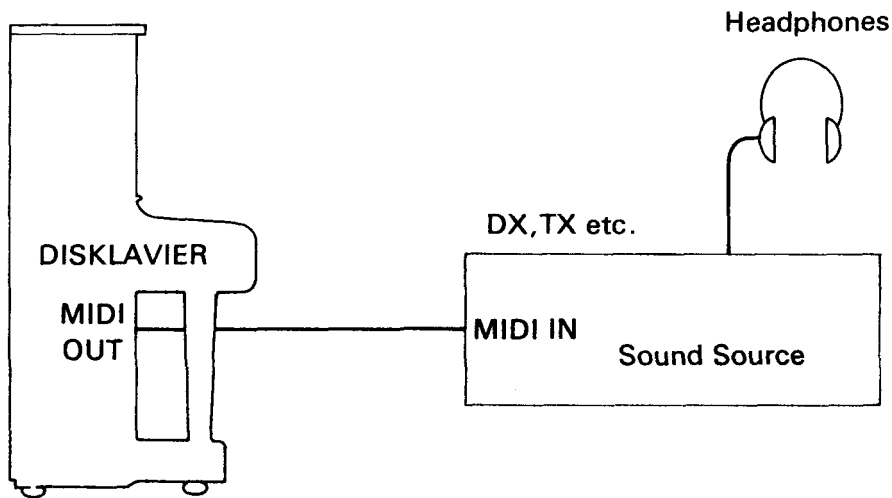 Headphones
DX,TX etc.
DISKLAVIER
MIDI
OUT
MIDI IN
Sound Source